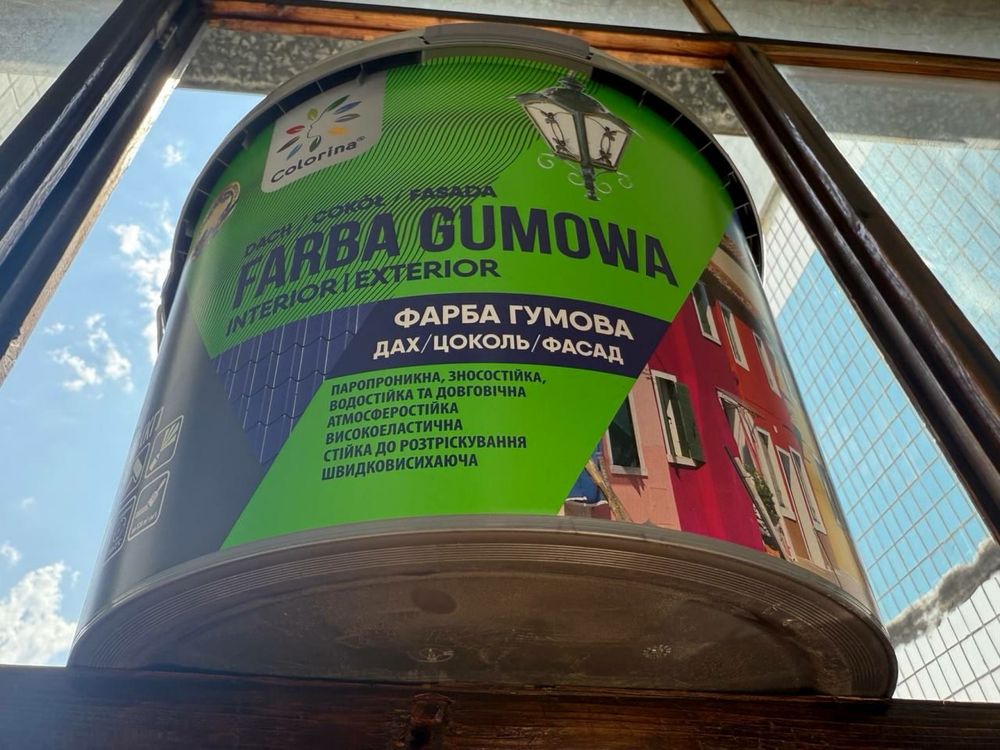 Colorina®
DACH / COKÓŁ / FASADA
FARBA GUMOWA
INTERIOR | EXTERIOR
ФАРБА ГУМОВА
ДАХ/ЦОКОЛЬ/ФАСАД
ПАРОПРОНИКНА, ЗНОСОСТІЙКА,
ВОДОСТІЙКА ТА ДОВГОВІЧНА
АТМОСФЕРОСТІЙКА
ВИСОКОЕЛАСТИЧНА
СТІЙКА ДО РОЗТРІСКУВАННЯ
ШВИДКОВИСИХАЮЧА